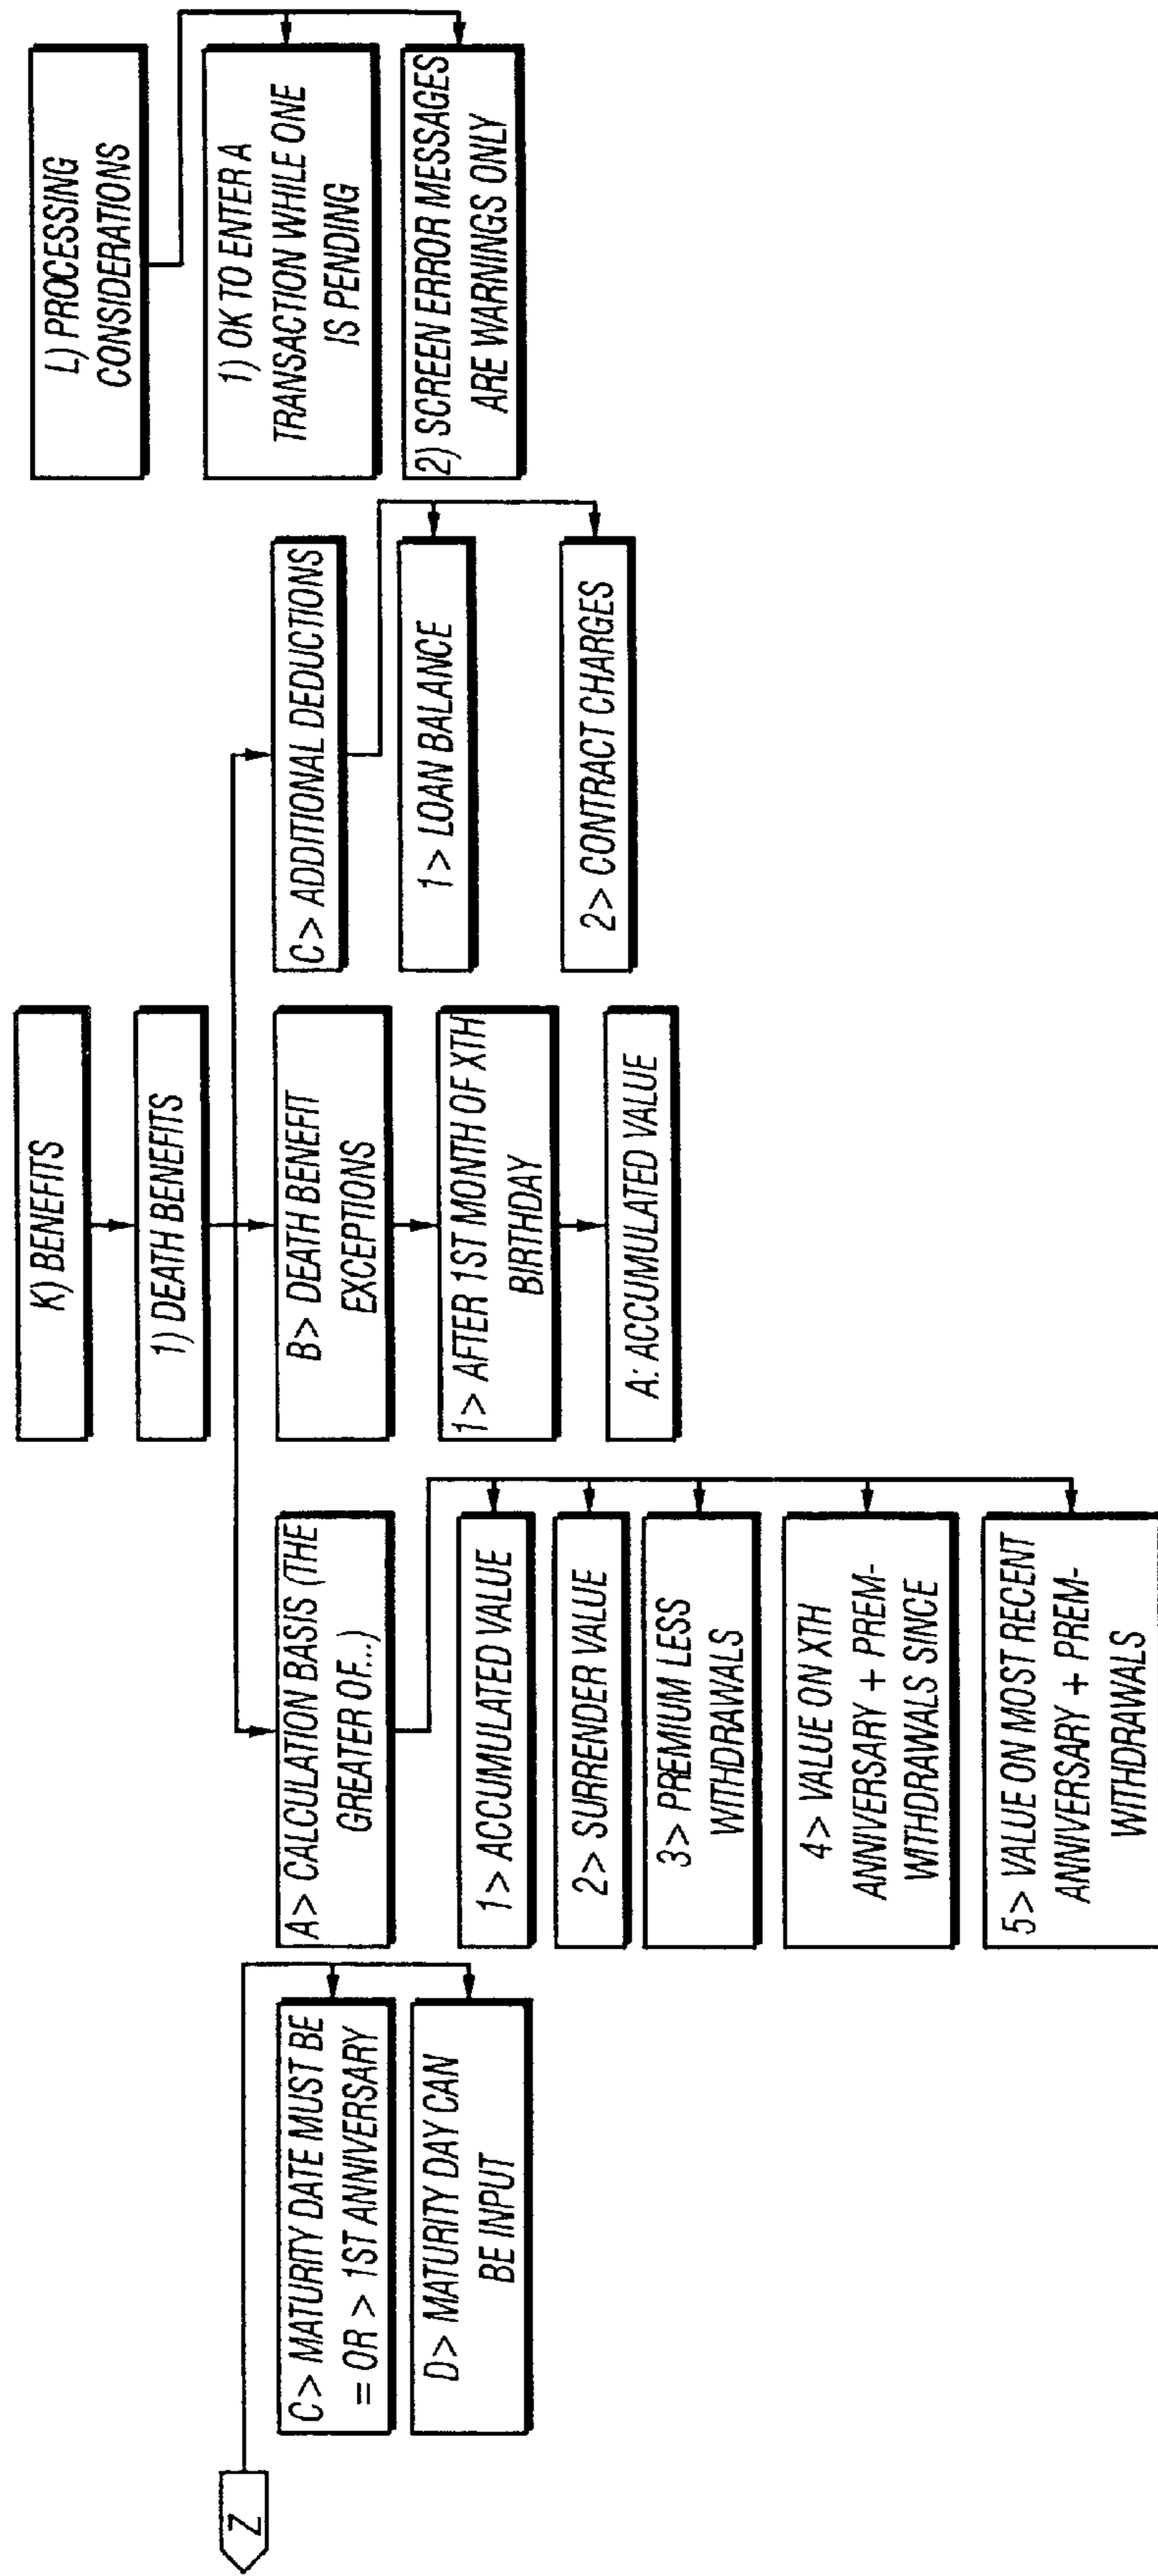 Z
C> MATURITY DATE MUST BE
= OR > 1ST ANNIVERSARY
D> MATURITY DAY CAN
BE INPUT
K) BENEFITS
1) DEATH BENEFITS
A> CALCULATION BASIS (THE
GREATER OF...)
1> ACCUMULATED VALUE
2> SURRENDER VALUE
3> PREMIUM LESS
WITHDRAWALS
4> VALUE ON XTH
ANNIVERSARY + PREM-
WITHDRAWALS SINCE
5> VALUE ON MOST RECENT
ANNIVERSARY + PREM-
WITHDRAWALS
B> DEATH BENEFIT
EXCEPTIONS
1> AFTER 1ST MONTH OF XTH
BIRTHDAY
A: ACCUMULATED VALUE
C> ADDITIONAL DEDUCTIONS
1> LOAN BALANCE
2> CONTRACT CHARGES
L) PROCESSING
CONSIDERATIONS
1) OK TO ENTER A
TRANSACTION WHILE ONE
IS PENDING
2) SCREEN ERROR MESSAGES
ARE WARNINGS ONLY